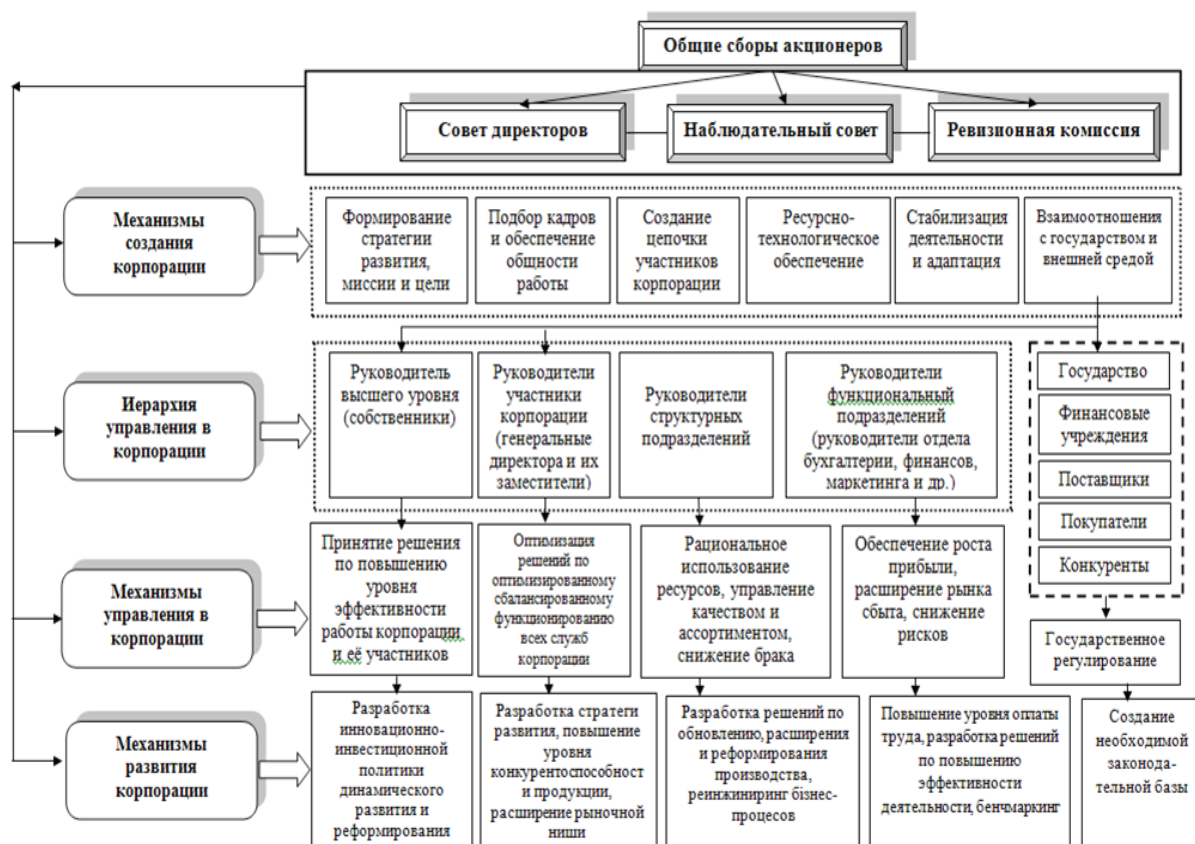 Общие сборы акционеров
Совет директоров
Наблюдательный совет
Ревизионная комиссия
Механизмы
создания
корпорации
Формирование
стратегии
развития,
миссии и цели
Подбор кадров
и обеспечение
общности
работы
Создание
цепочки
участников
корпорации
Ресурсно-
технологическое
обеспечение
Стабилизация
деятельности
и адаптация
Взаимоотношения
с государством и
внешней средой
Иерархия
управления в
корпорации
Руководитель
высшего уровня
(собственники)
Руководители
участники
корпорации
(генеральные
директора и их
заместители)
Руководители
структурных
подразделений
Руководители
функциональный
подразделений
(руководители отдела
бухгалтерии, финансов,
маркетинга и др.)
Государство
Финансовые
учреждения
Поставщики
Покупатели
Конкуренты
Механизмы
управления в
корпорации
Принятие решения
по повышению
уровня
эффективности
работы корпорации
и её участников
Оптимизация
решений по
оптимизированному
сбалансированному
функционированию
всех служб
корпорации
Рациональное
использование
ресурсов, управление
качеством и
ассортиментом,
снижение брака
Обеспечение роста
прибыли,
расширение рынка
сбыта, снижение
рисков
Государственное
регулирование
Механизмы
развития
корпорации
Разработка
инновационно-
инвестиционной
политики
динамического
развития и
реформирования
Разработка стратеги
развития, повышение
уровня
конкурентоспособност
и продукции,
расширение рыночной
ниши
Разработка решений по
обновлению, расширения
и реформирования
производства,
реинжиниринг бізнес-
процесов
Повышение уровня оплаты
труда, разработка решений
по повышению
эффективности
деятельности, бенчмаркинг
Создание
необходимой
законода-
тельной базы